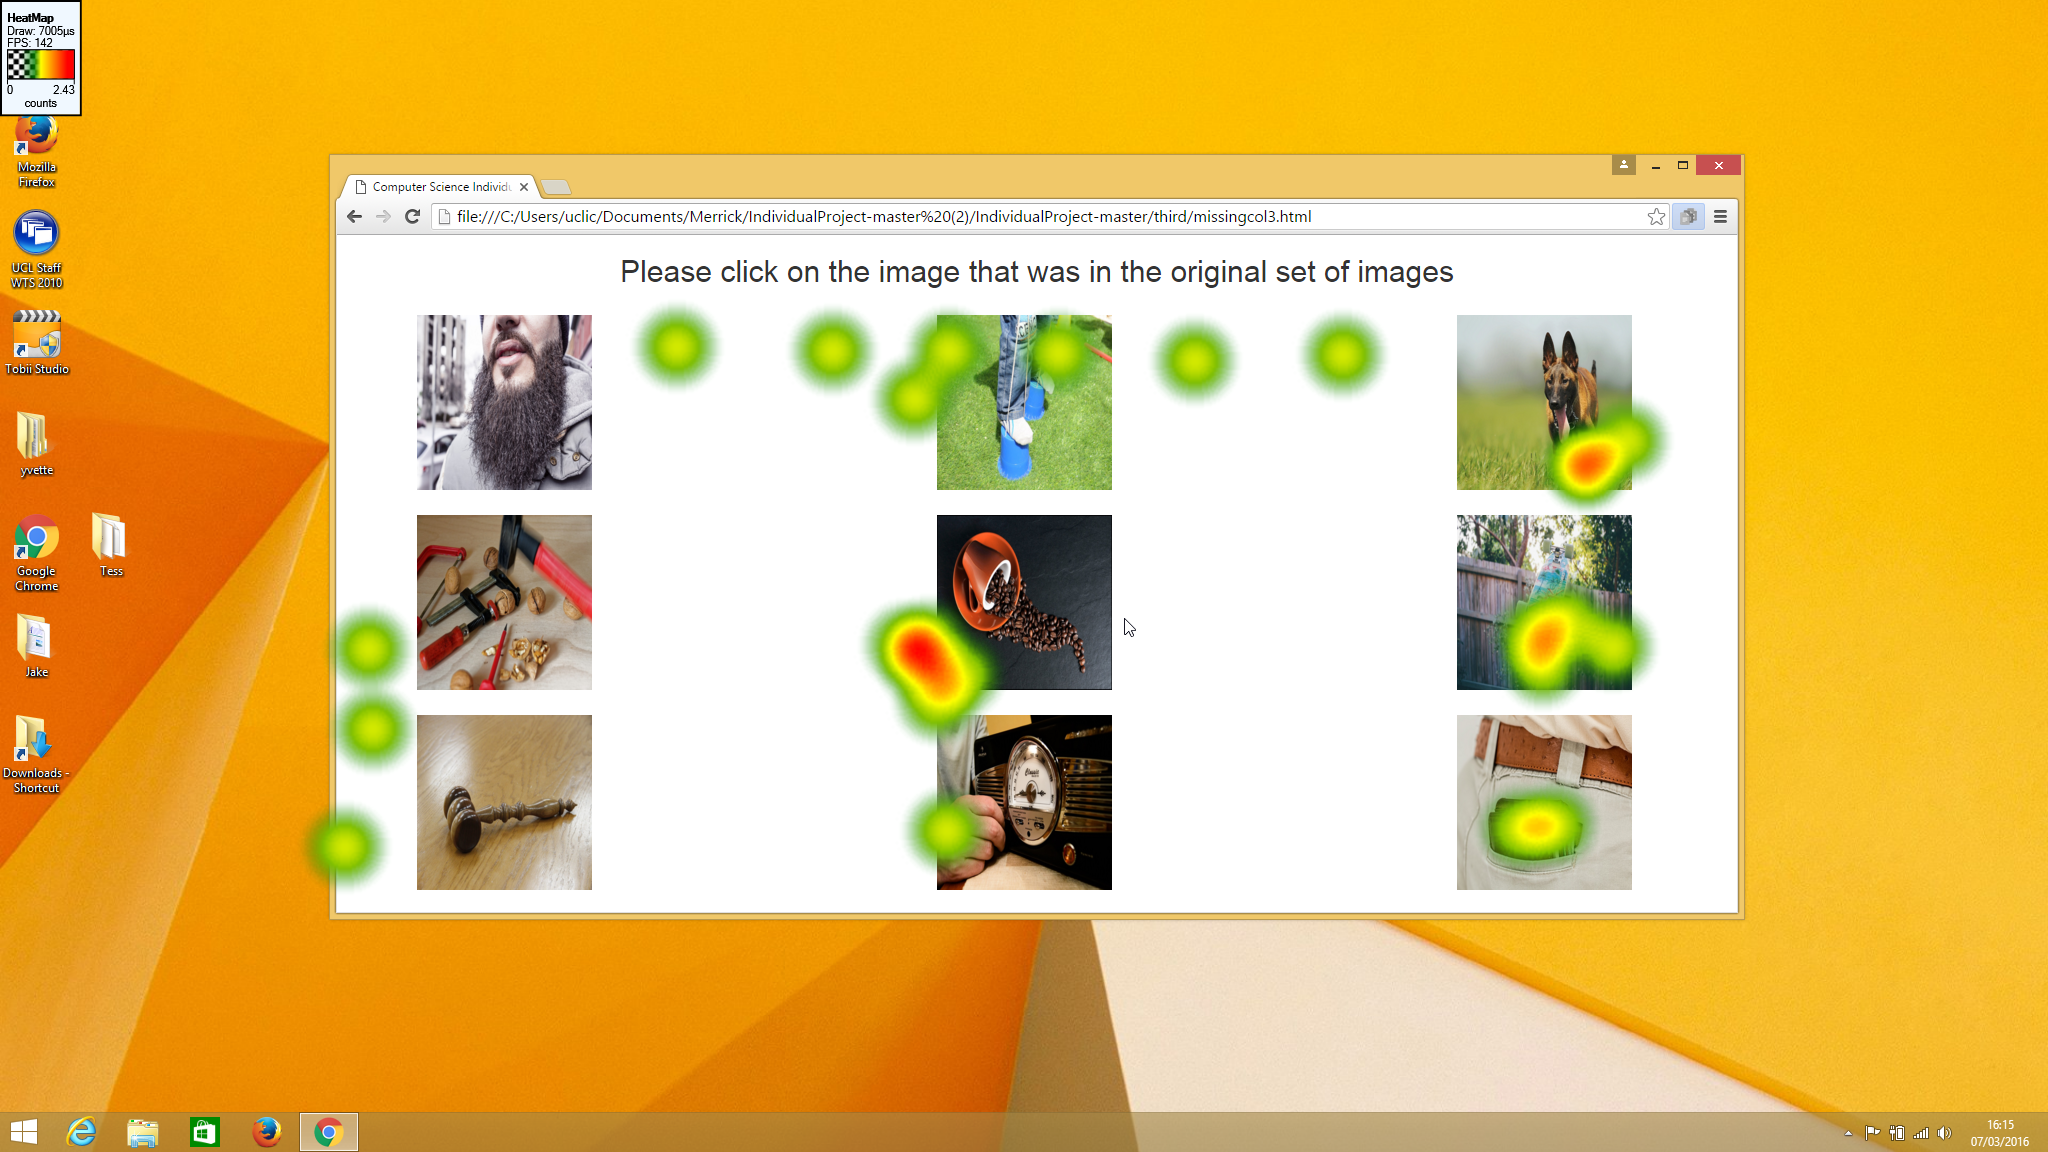 HeatMap
Draw: 7005µs
FPS: 142
0 2.43
counts
Mozilla
Firefox
UCL Staff
WTS 2010
Tobii Studio
yvette
Google
Chrome
Tess
Jake
Downloads -
Shortcut
Computer Science Individu
file:///C:/Users/uclic/Documents/Merrick/IndividualProject-master%20(2)/IndividualProject-master/third/missingcol3.html
Please click on the image that was in the original set of images
Classic
16:15
07/03/2016